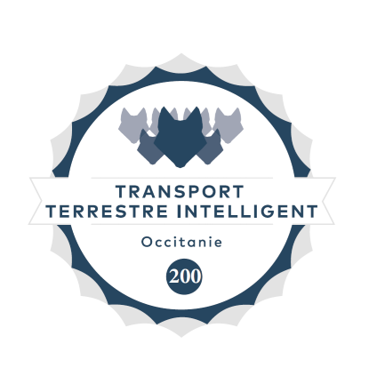 TRANSPORT
TERRESTRE INTELLIGENT
Occitanie
200